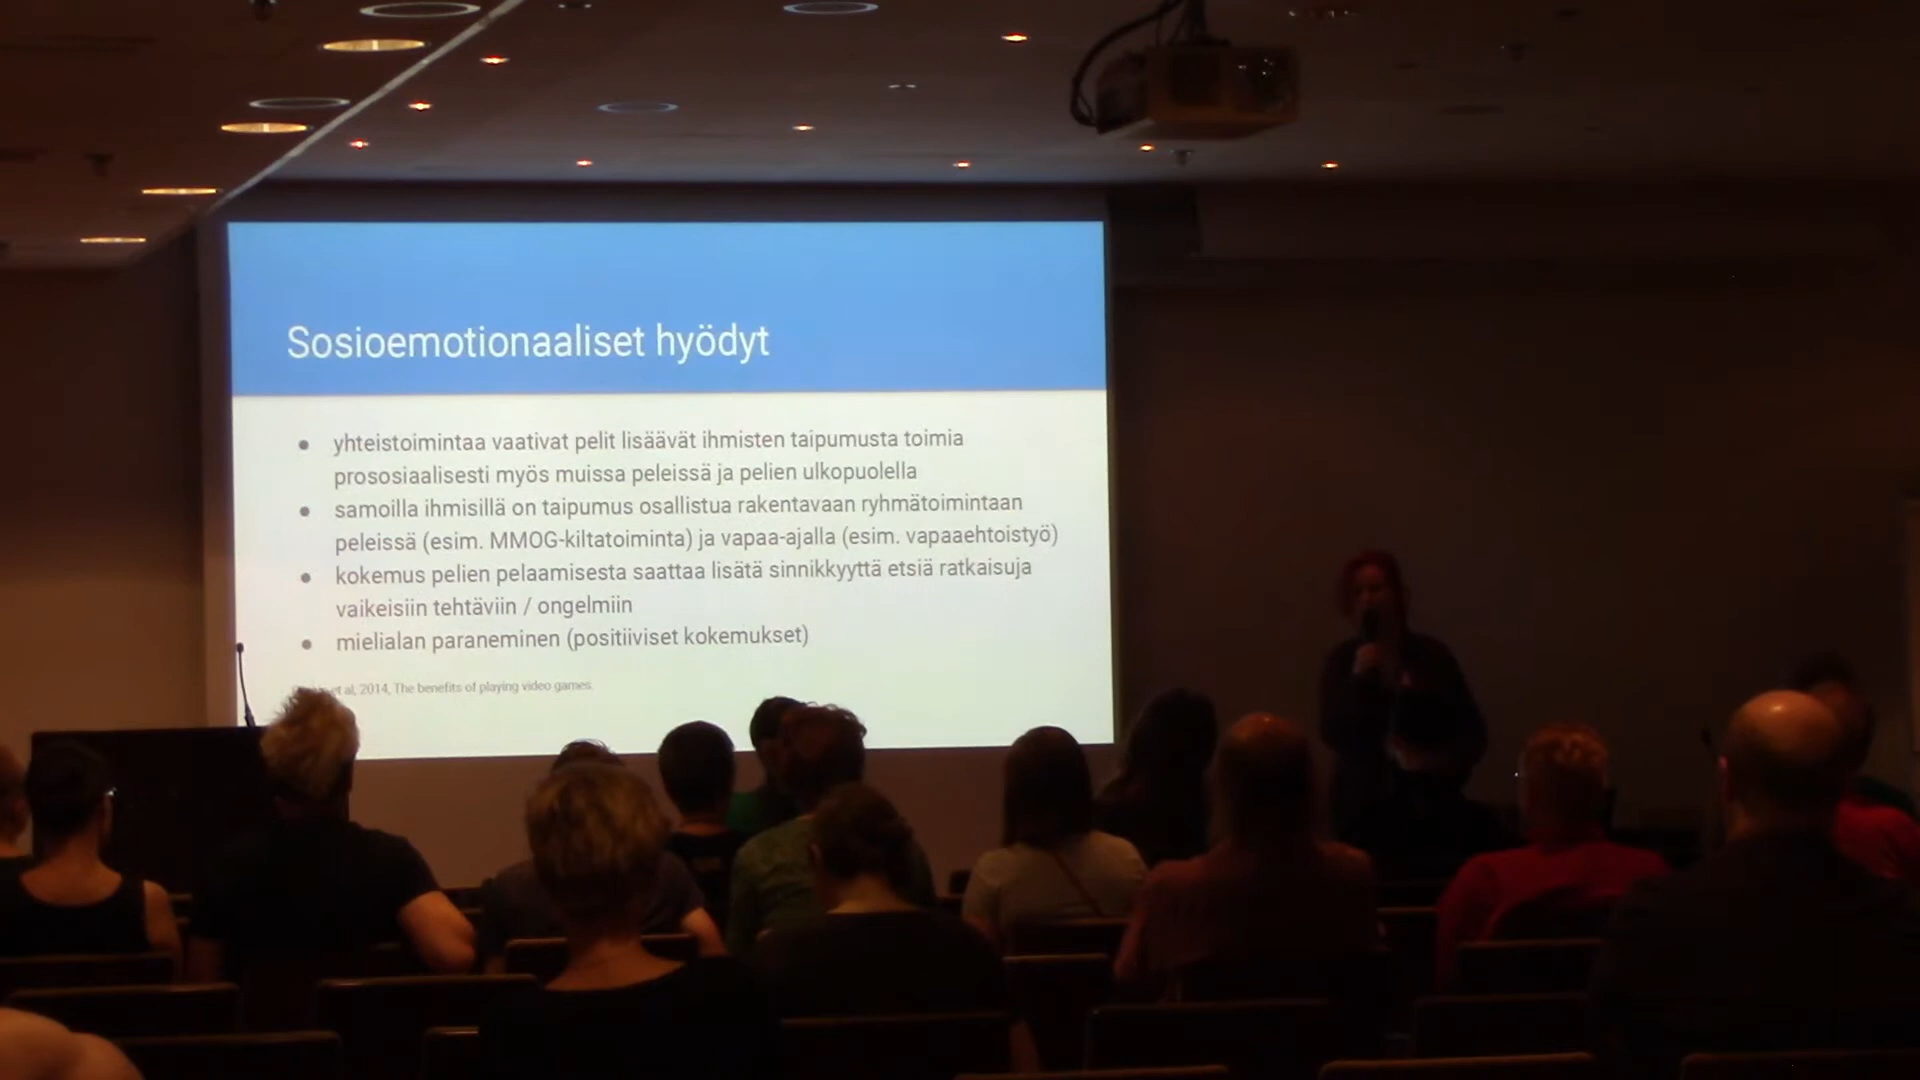 Sosioemotionaaliset hyödyt
● yhteistoimintaa vaativat pelit lisäävät ihmisten taipumusta toimia
prososiaalisesti myös muissa peleissä ja pelien ulkopuolella
● samoilla ihmisillä on taipumus osallistua rakentavaan ryhmätoimintaan
peleissä (esim. MMOG-kiltatoiminta) ja vapaa-ajalla (esim. vapaaehtoistyö)
● kokemus pelien pelaamisesta saattaa lisätä sinnikkyyttä etsiä ratkaisuja
vaikeisiin tehtäviin / ongelmiin
● mielialan paraneminen (positiiviset kokemukset)
et al, 2014, The benefits of playing video games.